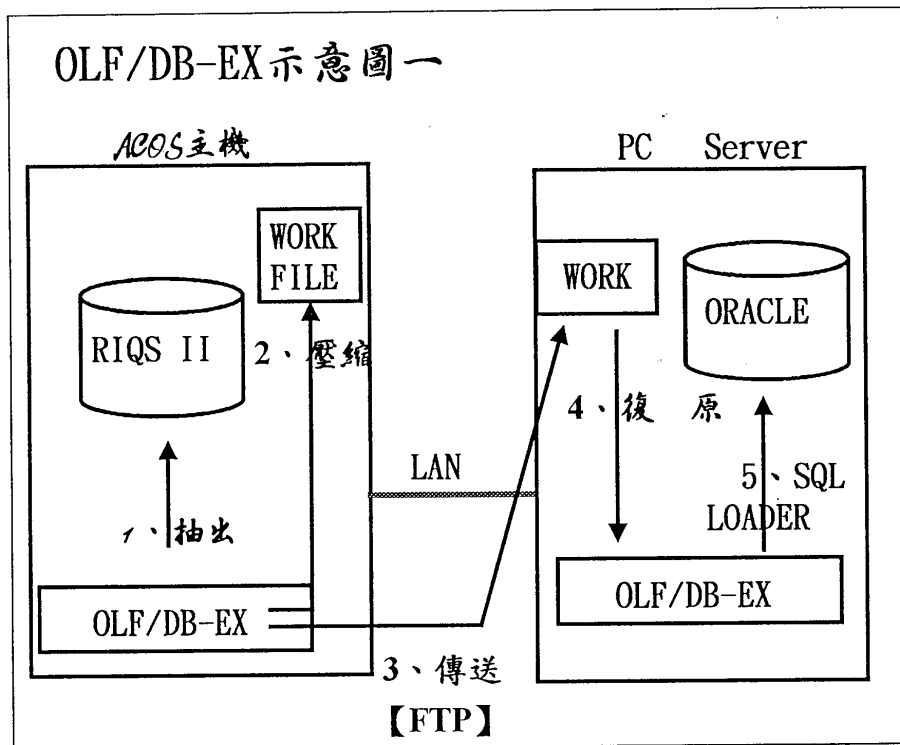 OLF/DB-EX示意圖一
ACOS主機
WORK
FILE
RIQS II
2、壓縮
1、抽出
OLF/DB-EX
LAN
3、傳送
【FTP】
PC Server
WORK
ORACLE
4、復 原
5、SQL
LOADER
OLF/DB-EX